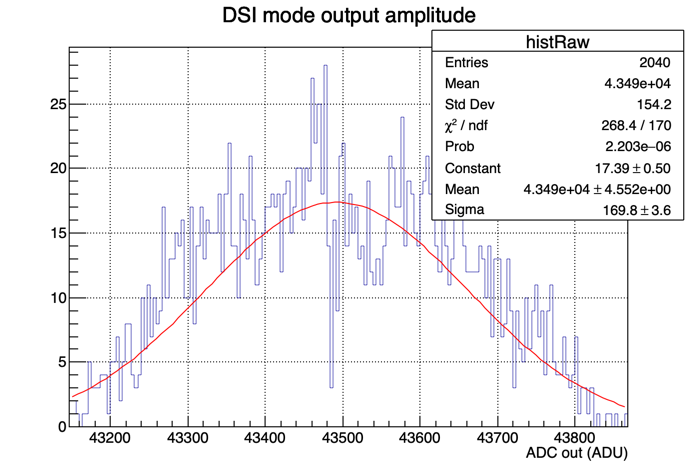 DSI mode output amplitude
histRaw
Entries 2040
Mean 4.349e+04
Std Dev 154.2
χ² / ndf 268.4 / 170
Prob 2.203e−06
Constant 17.39 ± 0.50
Mean 4.349e+04 ± 4.552e+00
Sigma 169.8 ± 3.6
25
20
15
10
5
0
43200 43300 43400 43500 43600 43700 43800
ADC out (ADU)